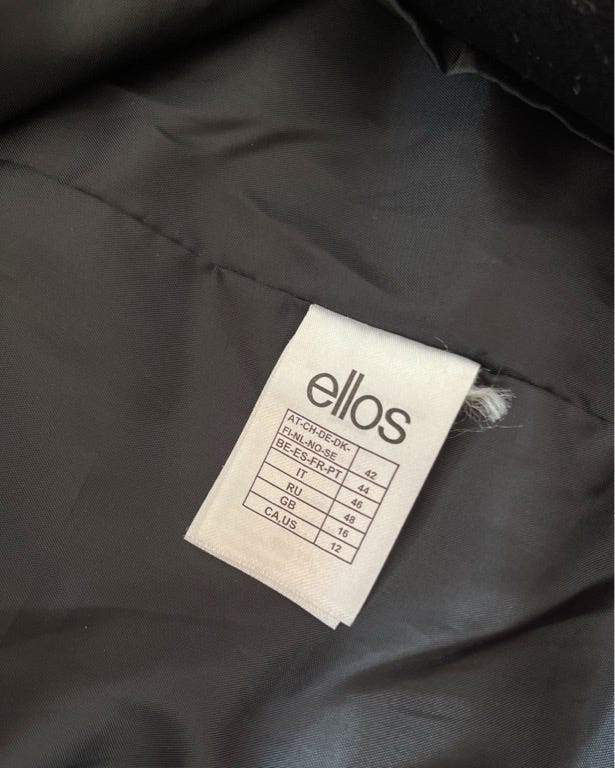 ellos
AT-CH-DE-DK-
FI-NL-NO-SE 42
BE-ES-FR-PT 44
IT 46
RU 48
GB 16
CA,US 12